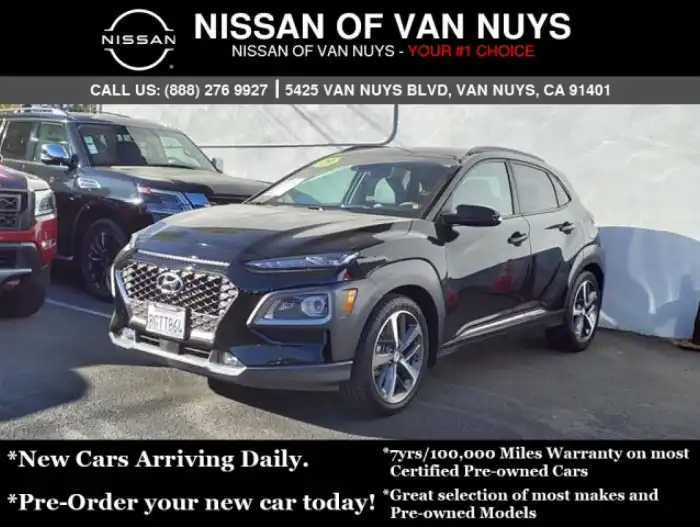 NISSAN
NISSAN OF VAN NUYS
NISSAN OF VAN NUYS - YOUR #1 CHOICE
CALL US: (888) 276 9927 | 5425 VAN NUYS BLVD, VAN NUYS, CA 91401
8GTT864
*New Cars Arriving Daily.
*Pre-Order your new car today!
*7yrs/100,000 Miles Warranty on most
Certified Pre-owned Cars
*Great selection of most makes and
Pre-owned Models